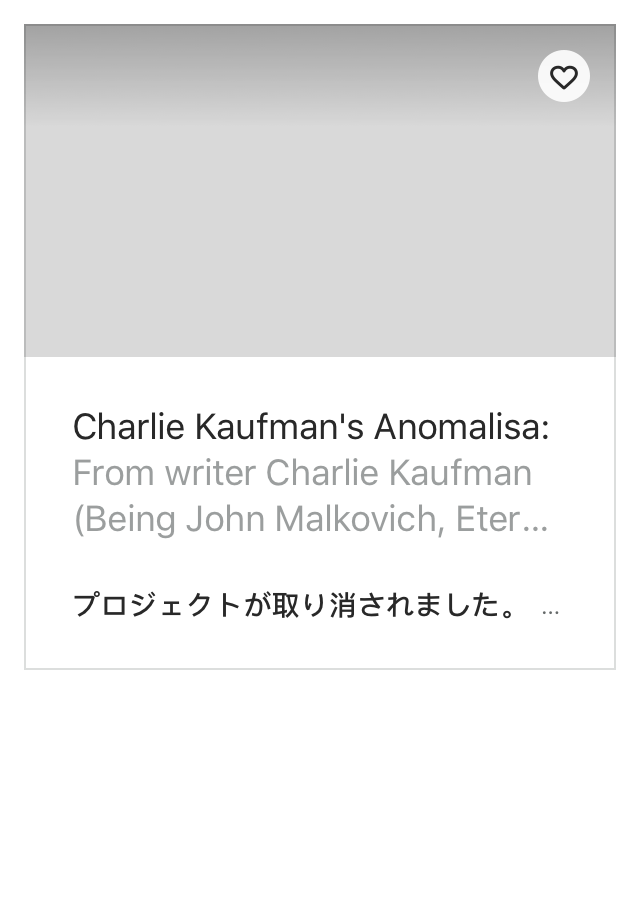 Charlie Kaufman's Anomalisa:
From writer Charlie Kaufman
(Being John Malkovich, Eter...
プロジェクトが取り消されました。 ...